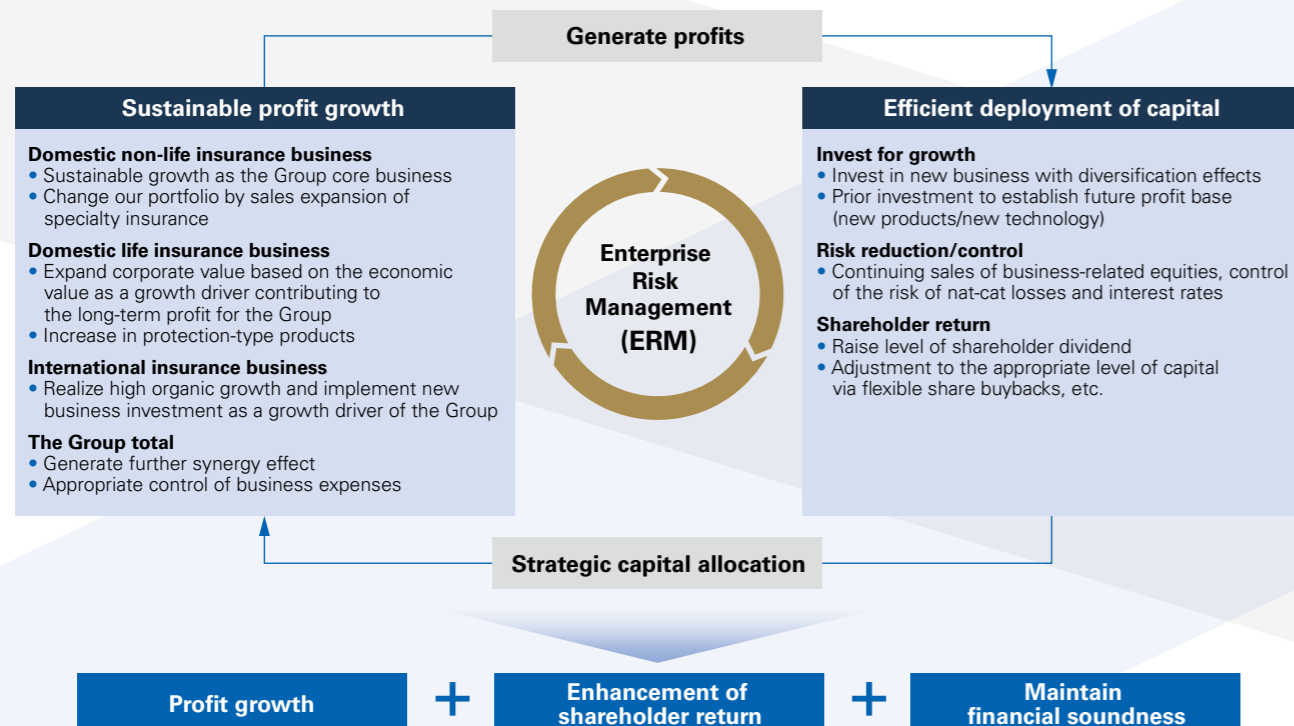 Generate profits
Sustainable profit growth
Domestic non-life insurance business
• Sustainable growth as the Group core business
• Change our portfolio by sales expansion of
specialty insurance
Domestic life insurance business
• Expand corporate value based on the economic
value as a growth driver contributing to
the long-term profit for the Group
• Increase in protection-type products
International insurance business
• Realize high organic growth and implement new
business investment as a growth driver of the Group
The Group total
• Generate further synergy effect
• Appropriate control of business expenses
Enterprise
Risk
Management
(ERM)
Efficient deployment of capital
Invest for growth
• Invest in new business with diversification effects
• Prior investment to establish future profit base
(new products/new technology)
Risk reduction/control
• Continuing sales of business-related equities, control
of the risk of nat-cat losses and interest rates
Shareholder return
• Raise level of shareholder dividend
• Adjustment to the appropriate level of capital
via flexible share buybacks, etc.
Strategic capital allocation
Profit growth
+
Enhancement of
shareholder return
+
Maintain
financial soundness